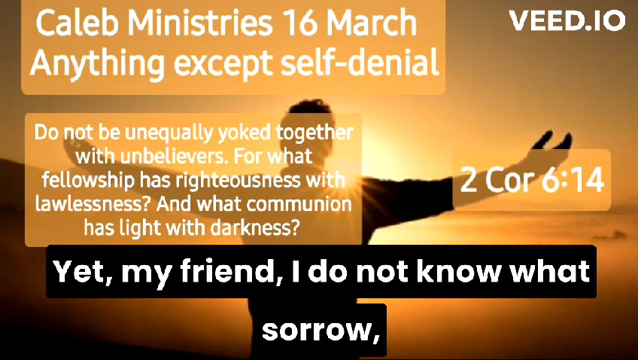 Caleb Ministries 16 March
Anything except self-denial
VEED.IO
Do not be unequally yoked together
with unbelievers. For what
fellowship has righteousness with
lawlessness? And what communion
has light with darkness?
2 Cor 6:14
Yet, my friend, I do not know what
sorrow,